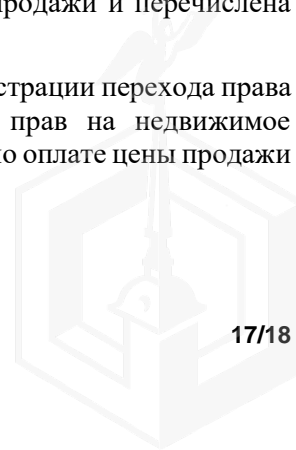 продажи и перечислена
страции перехода права
прав на недвижимое
о оплате цены продажи
17/18